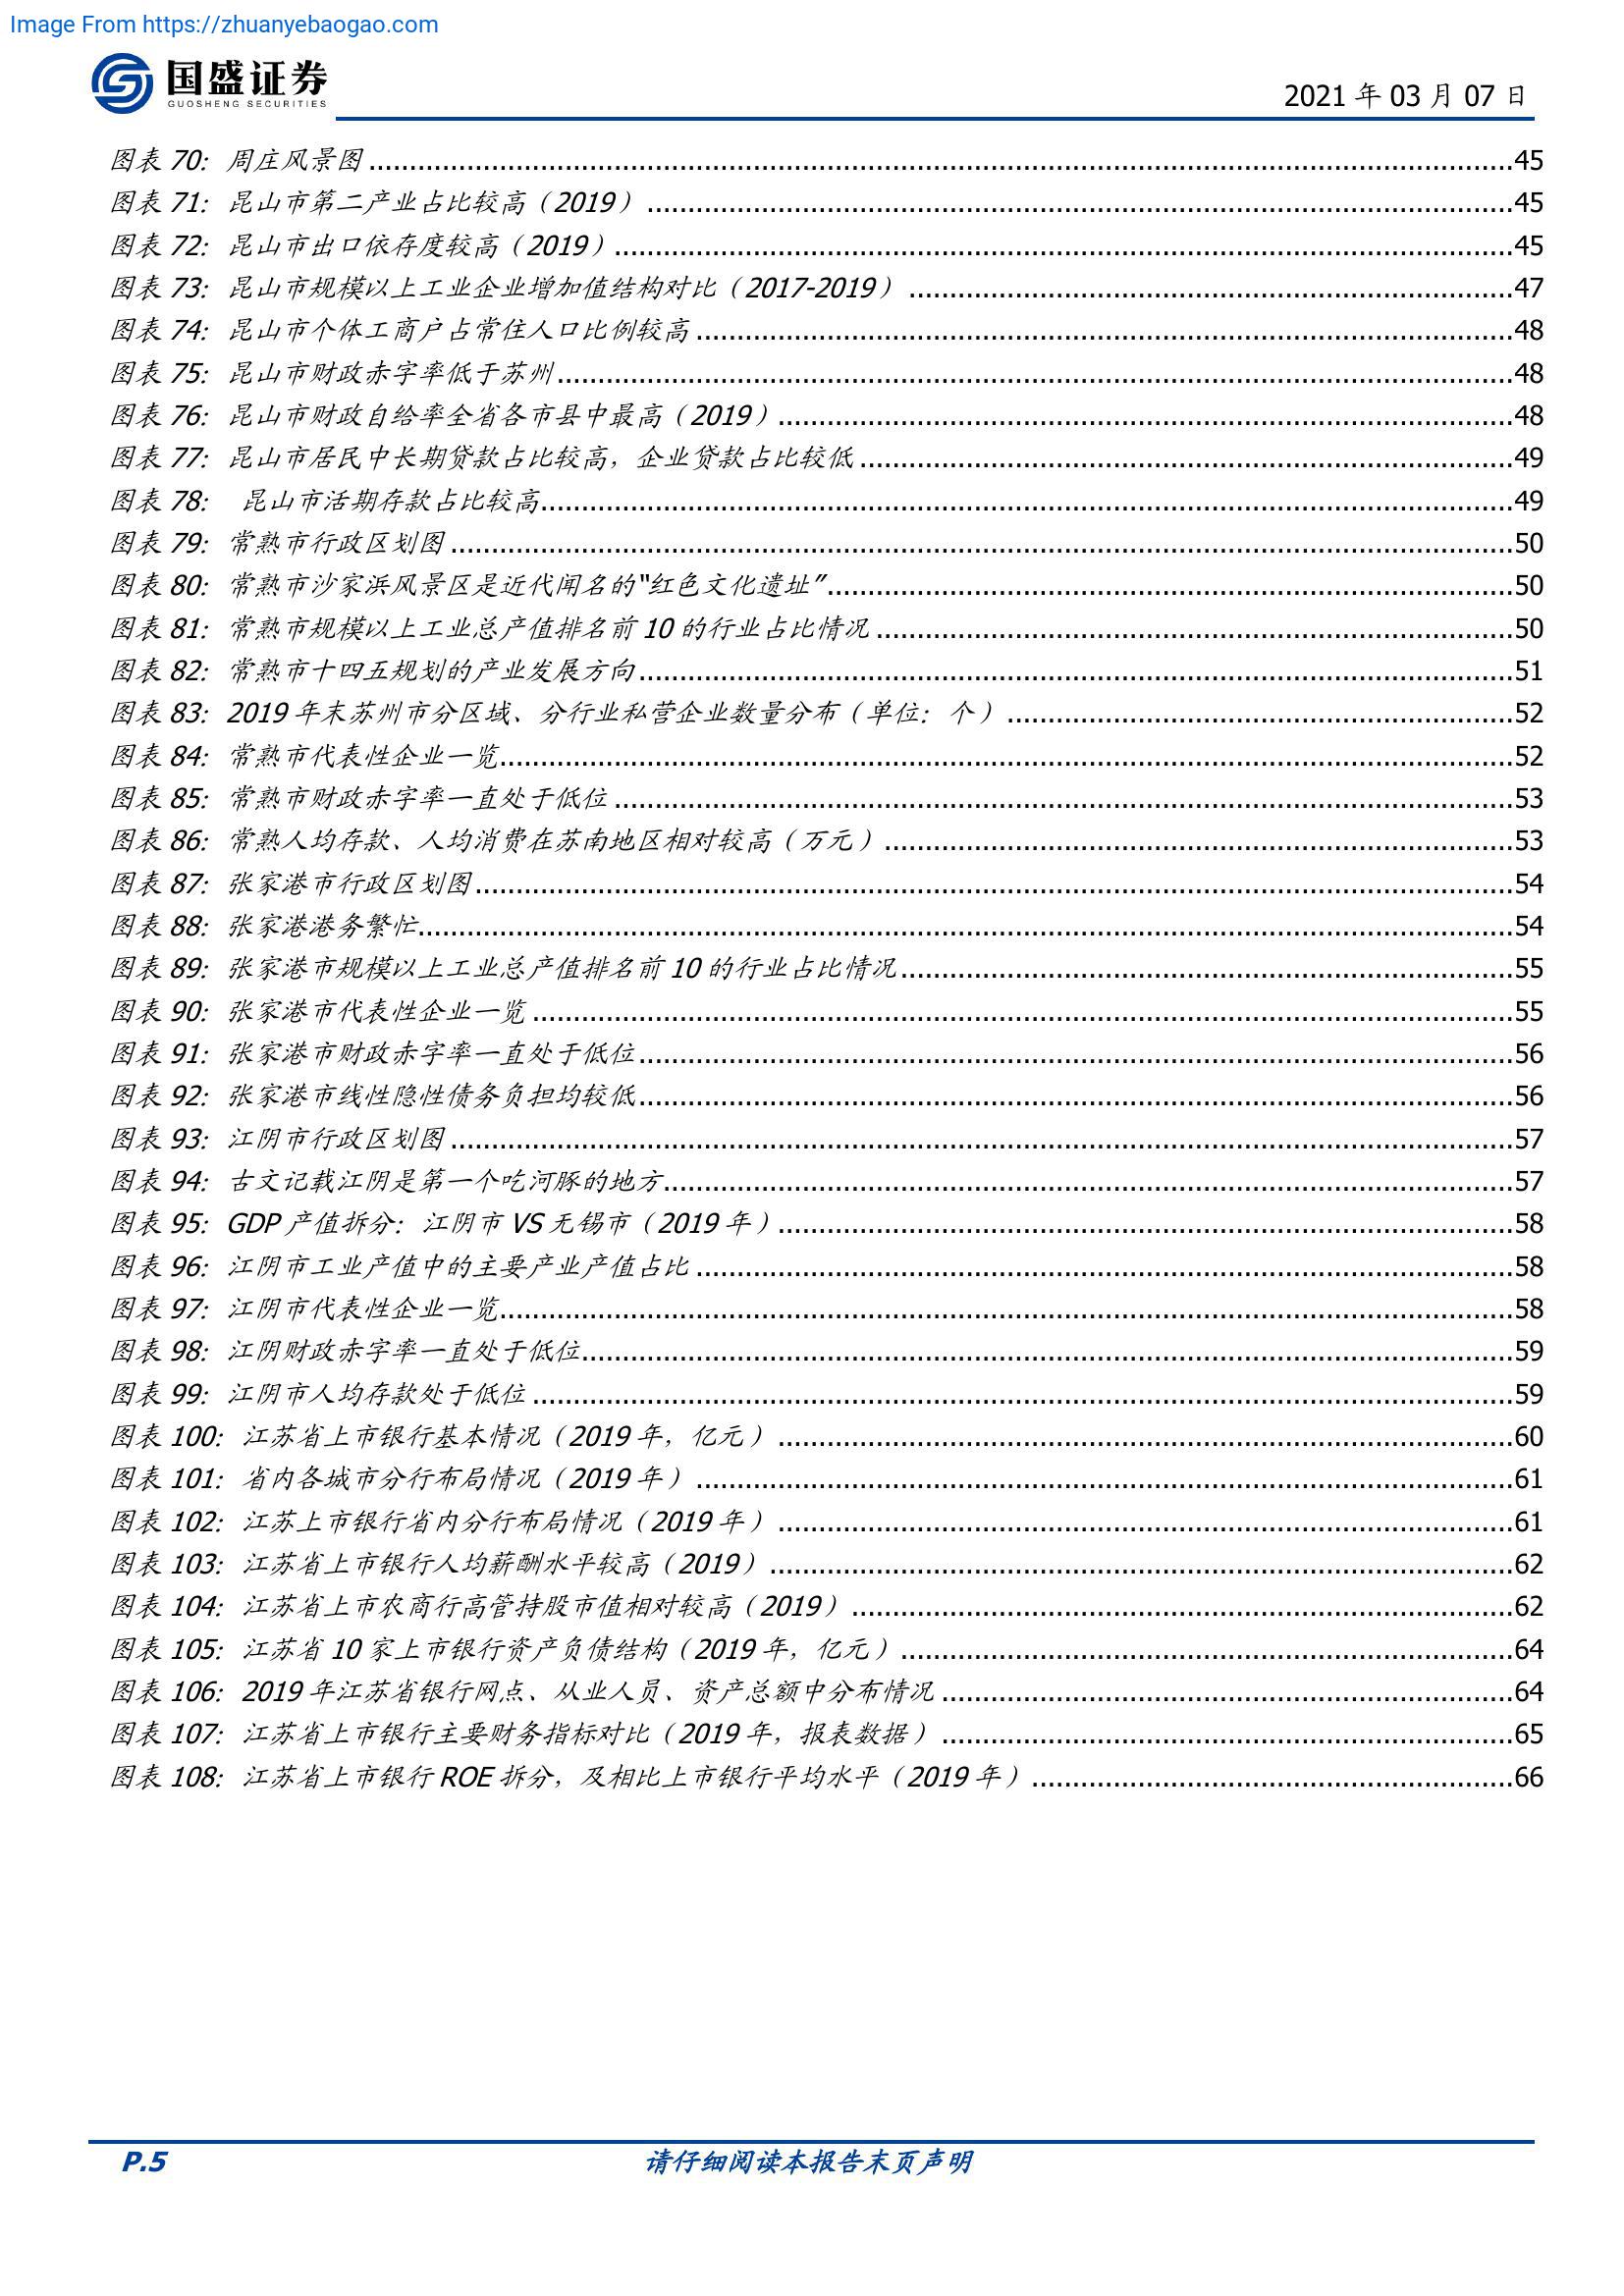 Image From https://zhuanyebaogao.com
国盛证券
GUOSHENG SECURITIES
2021 年 03 月 07 日
图表 70：周庄风景图 ........ 45
图表 71：昆山市第二产业占比较高（2019） ........ 45
图表 72：昆山市出口依存度较高（2019） ........ 45
图表 73：昆山市规模以上工业企业增加值结构对比（2017-2019） ........ 47
图表 74：昆山市个体工商户占常住人口比例较高 ........ 48
图表 75：昆山市财政赤字率低于苏州 ........ 48
图表 76：昆山市财政自给率全省各市县中最高（2019） ........ 48
图表 77：昆山市居民中长期贷款占比较高，企业贷款占比较低 ........ 49
图表 78： 昆山市活期存款占比较高 ........ 49
图表 79：常熟市行政区划图 ........ 50
图表 80：常熟市沙家浜风景区是近代闻名的“红色文化遗址” ........ 50
图表 81：常熟市规模以上工业总产值排名前 10 的行业占比情况 ........ 50
图表 82：常熟市十四五规划的产业发展方向 ........ 51
图表 83：2019 年末苏州市分区域、分行业私营企业数量分布（单位：个） ........ 52
图表 84：常熟市代表性企业一览 ........ 52
图表 85：常熟市财政赤字率一直处于低位 ........ 53
图表 86：常熟人均存款、人均消费在苏南地区相对较高（万元） ........ 53
图表 87：张家港市行政区划图 ........ 54
图表 88：张家港港务繁忙 ........ 54
图表 89：张家港市规模以上工业总产值排名前 10 的行业占比情况 ........ 55
图表 90：张家港市代表性企业一览 ........ 55
图表 91：张家港市财政赤字率一直处于低位 ........ 56
图表 92：张家港市线性隐性债务负担均较低 ........ 56
图表 93：江阴市行政区划图 ........ 57
图表 94：古文记载江阴是第一个吃河豚的地方 ........ 57
图表 95：GDP 产值拆分：江阴市 VS 无锡市（2019 年） ........ 58
图表 96：江阴市工业产值中的主要产业产值占比 ........ 58
图表 97：江阴市代表性企业一览 ........ 58
图表 98：江阴财政赤字率一直处于低位 ........ 59
图表 99：江阴市人均存款处于低位 ........ 59
图表 100：江苏省上市银行基本情况（2019 年，亿元） ........ 60
图表 101：省内各城市分行布局情况（2019 年） ........ 61
图表 102：江苏上市银行省内分行布局情况（2019 年） ........ 61
图表 103：江苏省上市银行人均薪酬水平较高（2019） ........ 62
图表 104：江苏省上市农商行高管持股市值相对较高（2019） ........ 62
图表 105：江苏省 10 家上市银行资产负债结构（2019 年，亿元） ........ 64
图表 106：2019 年江苏省银行网点、从业人员、资产总额中分布情况 ........ 64
图表 107：江苏省上市银行主要财务指标对比（2019 年，报表数据） ........ 65
图表 108：江苏省上市银行 ROE 拆分，及相比上市银行平均水平（2019 年） ........ 66
P.5
请仔细阅读本报告末页声明